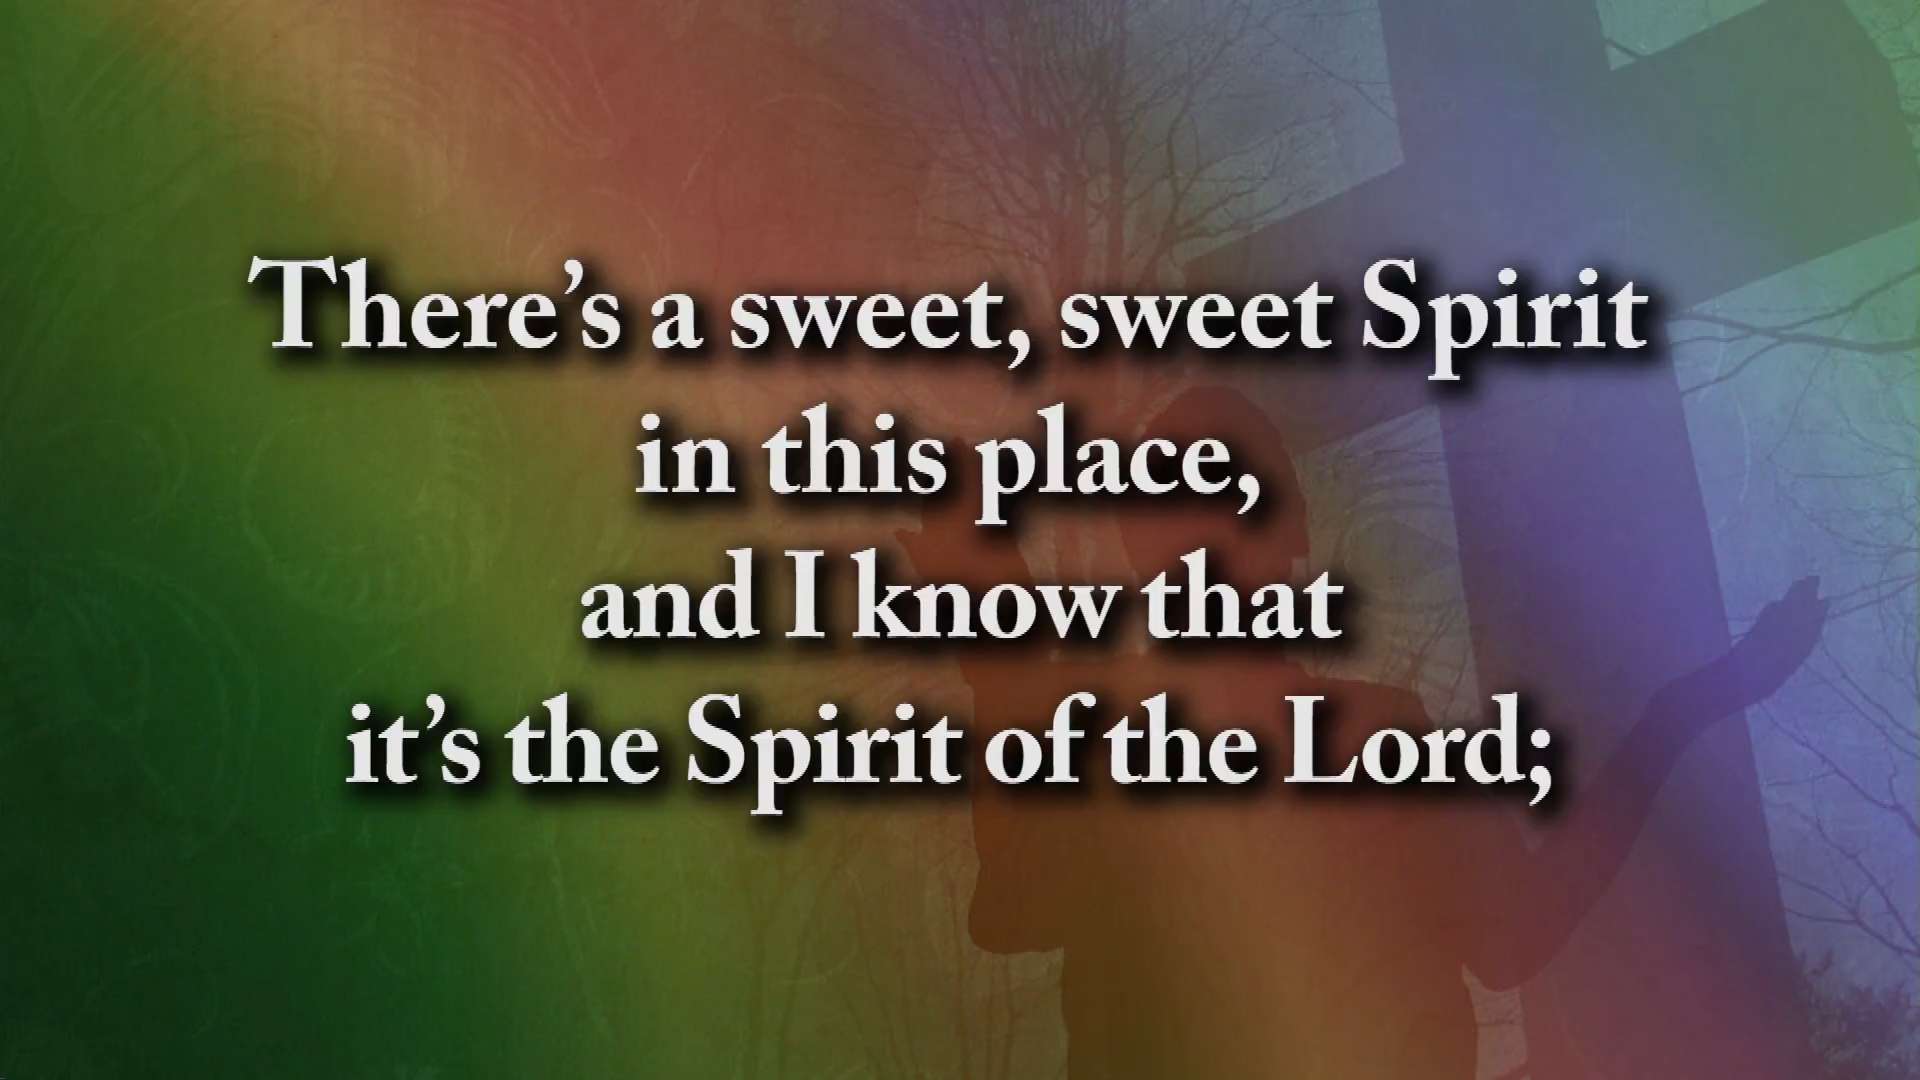 There’s a sweet, sweet Spirit
in this place,
and I know that
it’s the Spirit of the Lord;